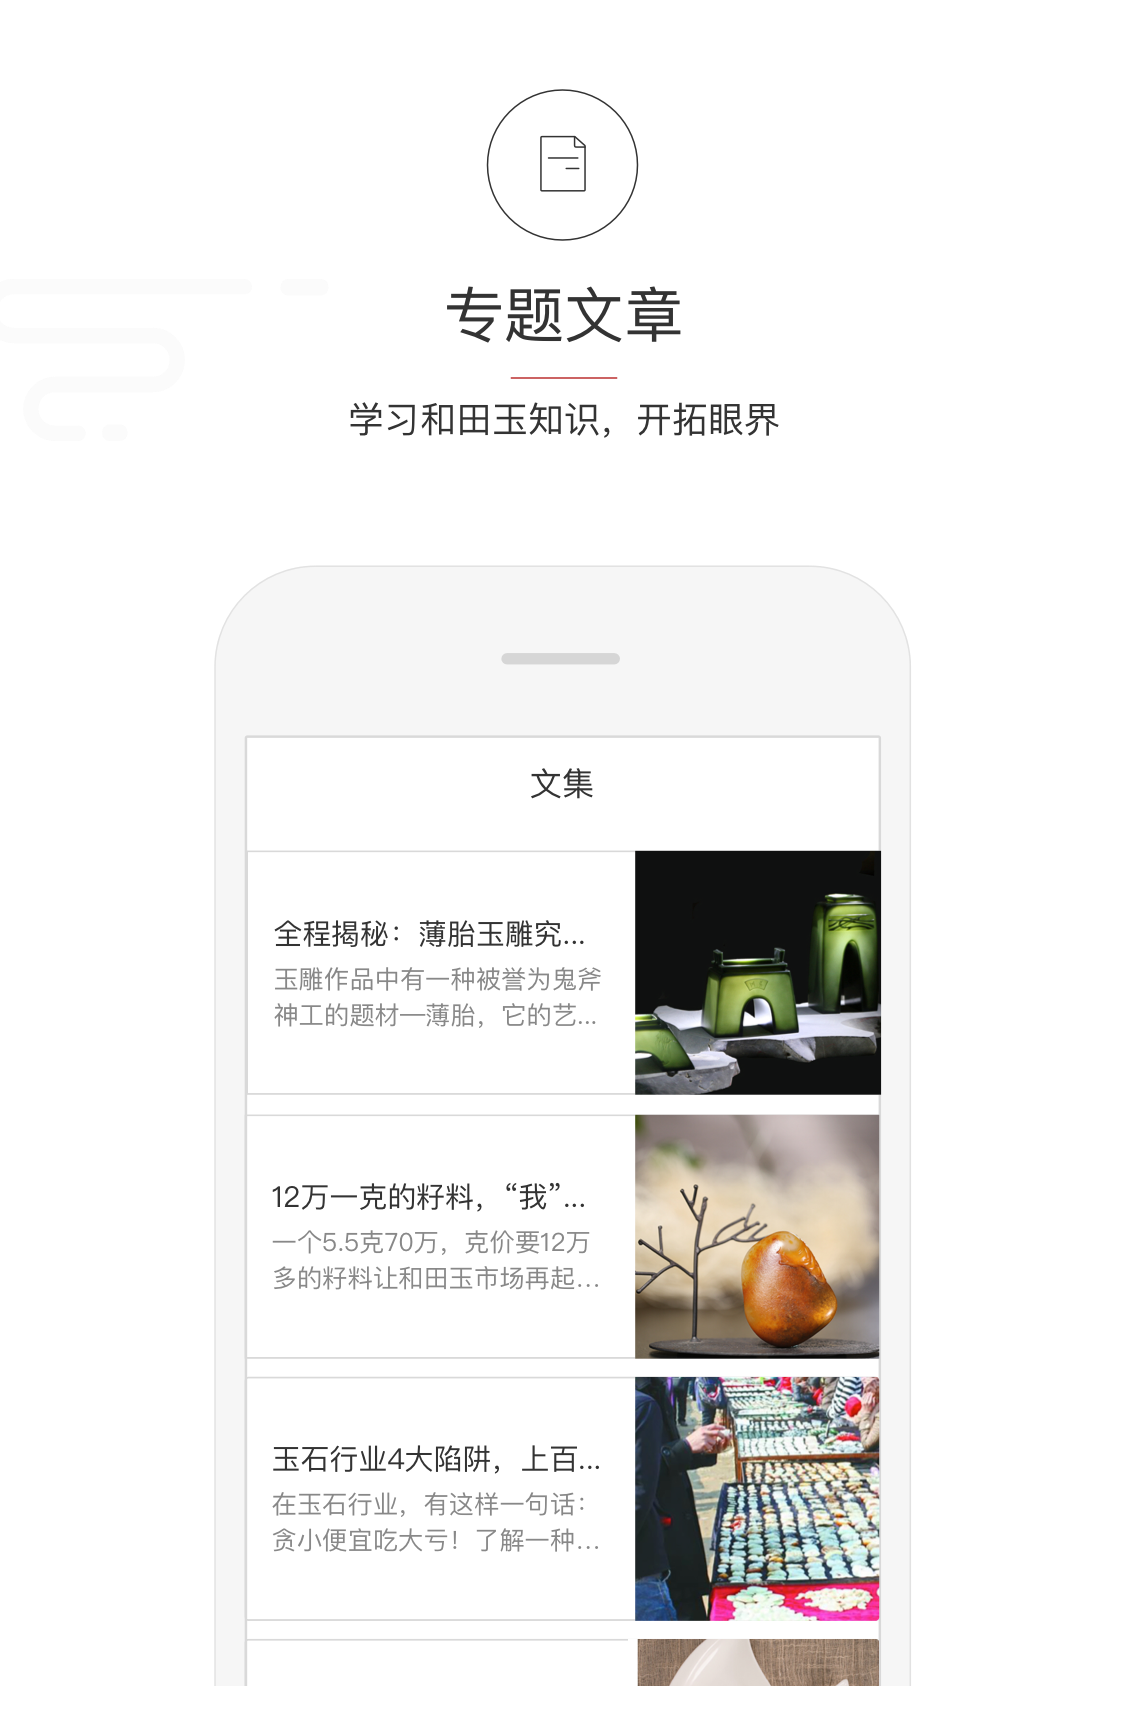 专题文章
学习和田玉知识，开拓眼界
文集
全程揭秘：薄胎玉雕究...
玉雕作品中有一种被誉为鬼斧
神工的题材—薄胎，它的艺...
12万一克的籽料，“我”...
一个5.5克70万，克价要12万
多的籽料让和田玉市场再起...
玉石行业4大陷阱，上百...
在玉石行业，有这样一句话：
贪小便宜吃大亏！了解一种...